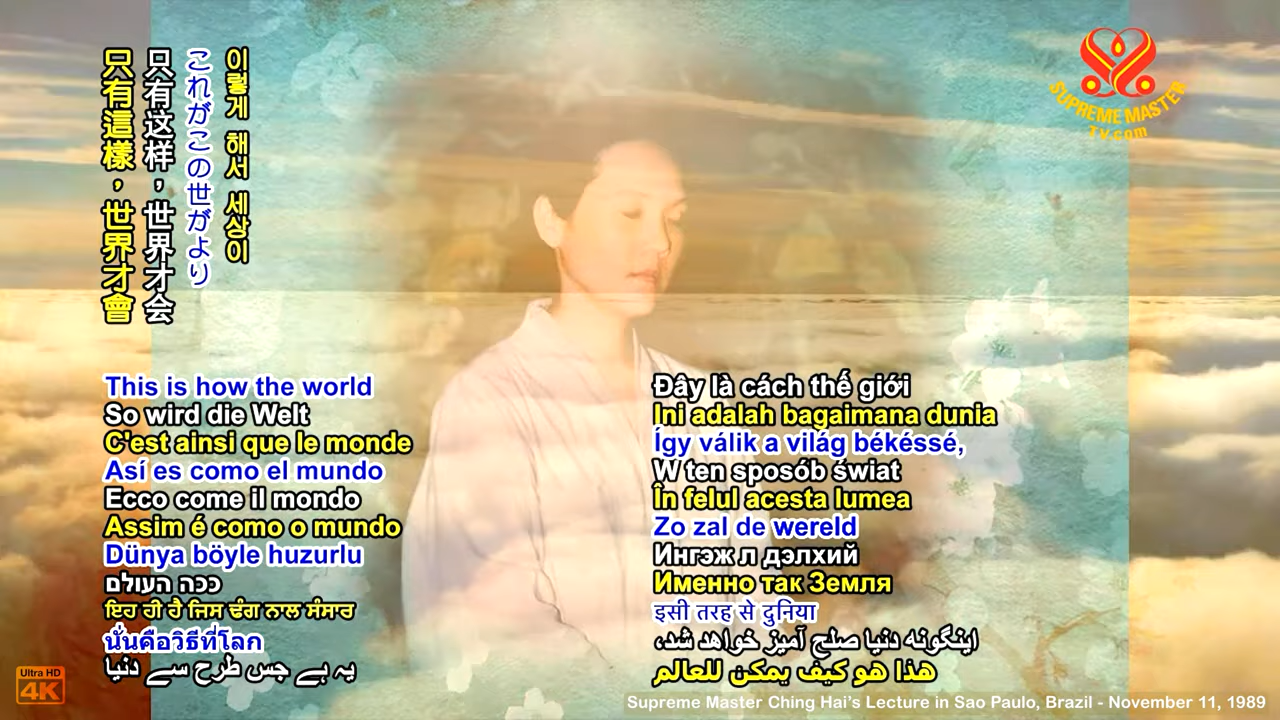 只有這樣，世界才會
只有这样，世界才会
これがこの世がより
이렇게 해서 세상이
SUPREME MASTER
TV.com
This is how the world
So wird die Welt
C'est ainsi que le monde
Así es como el mundo
Ecco come il mondo
Assim é como o mundo
Dünya böyle huzurlu
ככה העולם
ਇਹ ਹੀ ਹੈ ਜਿਸ ਢੰਗ ਨਾਲ ਸੰਸਾਰ
นั่นคือวิธีที่โลก
یہ ہے جس طرح سے دنیا
Đây là cách thế giới
Ini adalah bagaimana dunia
Így válik a világ békéssé,
W ten sposób świat
În felul acesta lumea
Zo zal de wereld
Ингэж л дэлхий
Именно так Земля
इसी तरह से दुनिया
اینگونه دنیا صلح آمیز خواهد شد،
هذا هو كيف يمكن للعالم
Ultra HD
4K
Supreme Master Ching Hai’s Lecture in Sao Paulo, Brazil - November 11, 1989